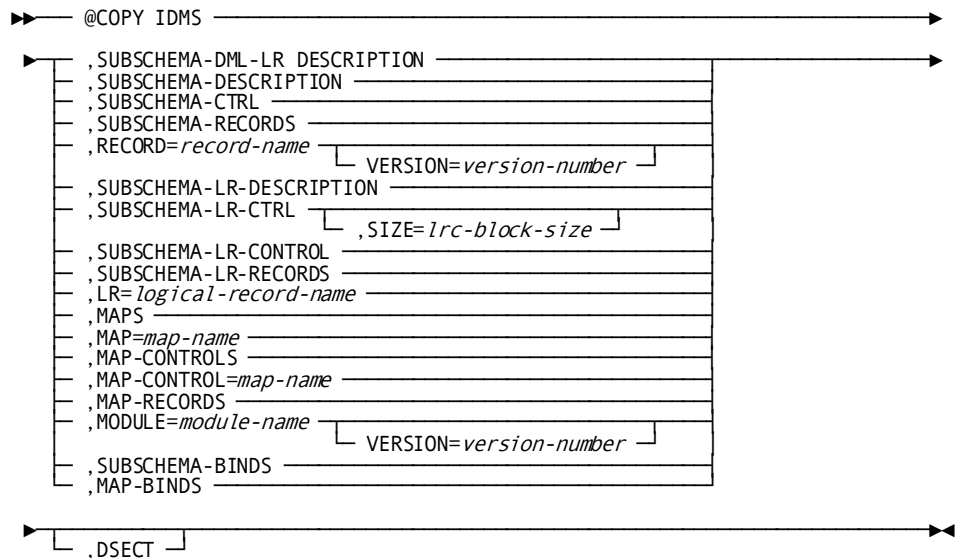 @COPY IDMS
,SUBSCHEMA-DML-LR DESCRIPTION
,SUBSCHEMA-DESCRIPTION
,SUBSCHEMA-CTRL
,SUBSCHEMA-RECORDS
,RECORD=record-name
VERSION=version-number
,SUBSCHEMA-LR-DESCRIPTION
,SUBSCHEMA-LR-CTRL
,SIZE=lrc-block-size
,SUBSCHEMA-LR-CONTROL
,SUBSCHEMA-LR-RECORDS
,LR=logical-record-name
,MAPS
,MAP=map-name
,MAP-CONTROLS
,MAP-CONTROL=map-name
,MAP-RECORDS
,MODULE=module-name
VERSION=version-number
,SUBSCHEMA-BINDS
,MAP-BINDS
,DSECT